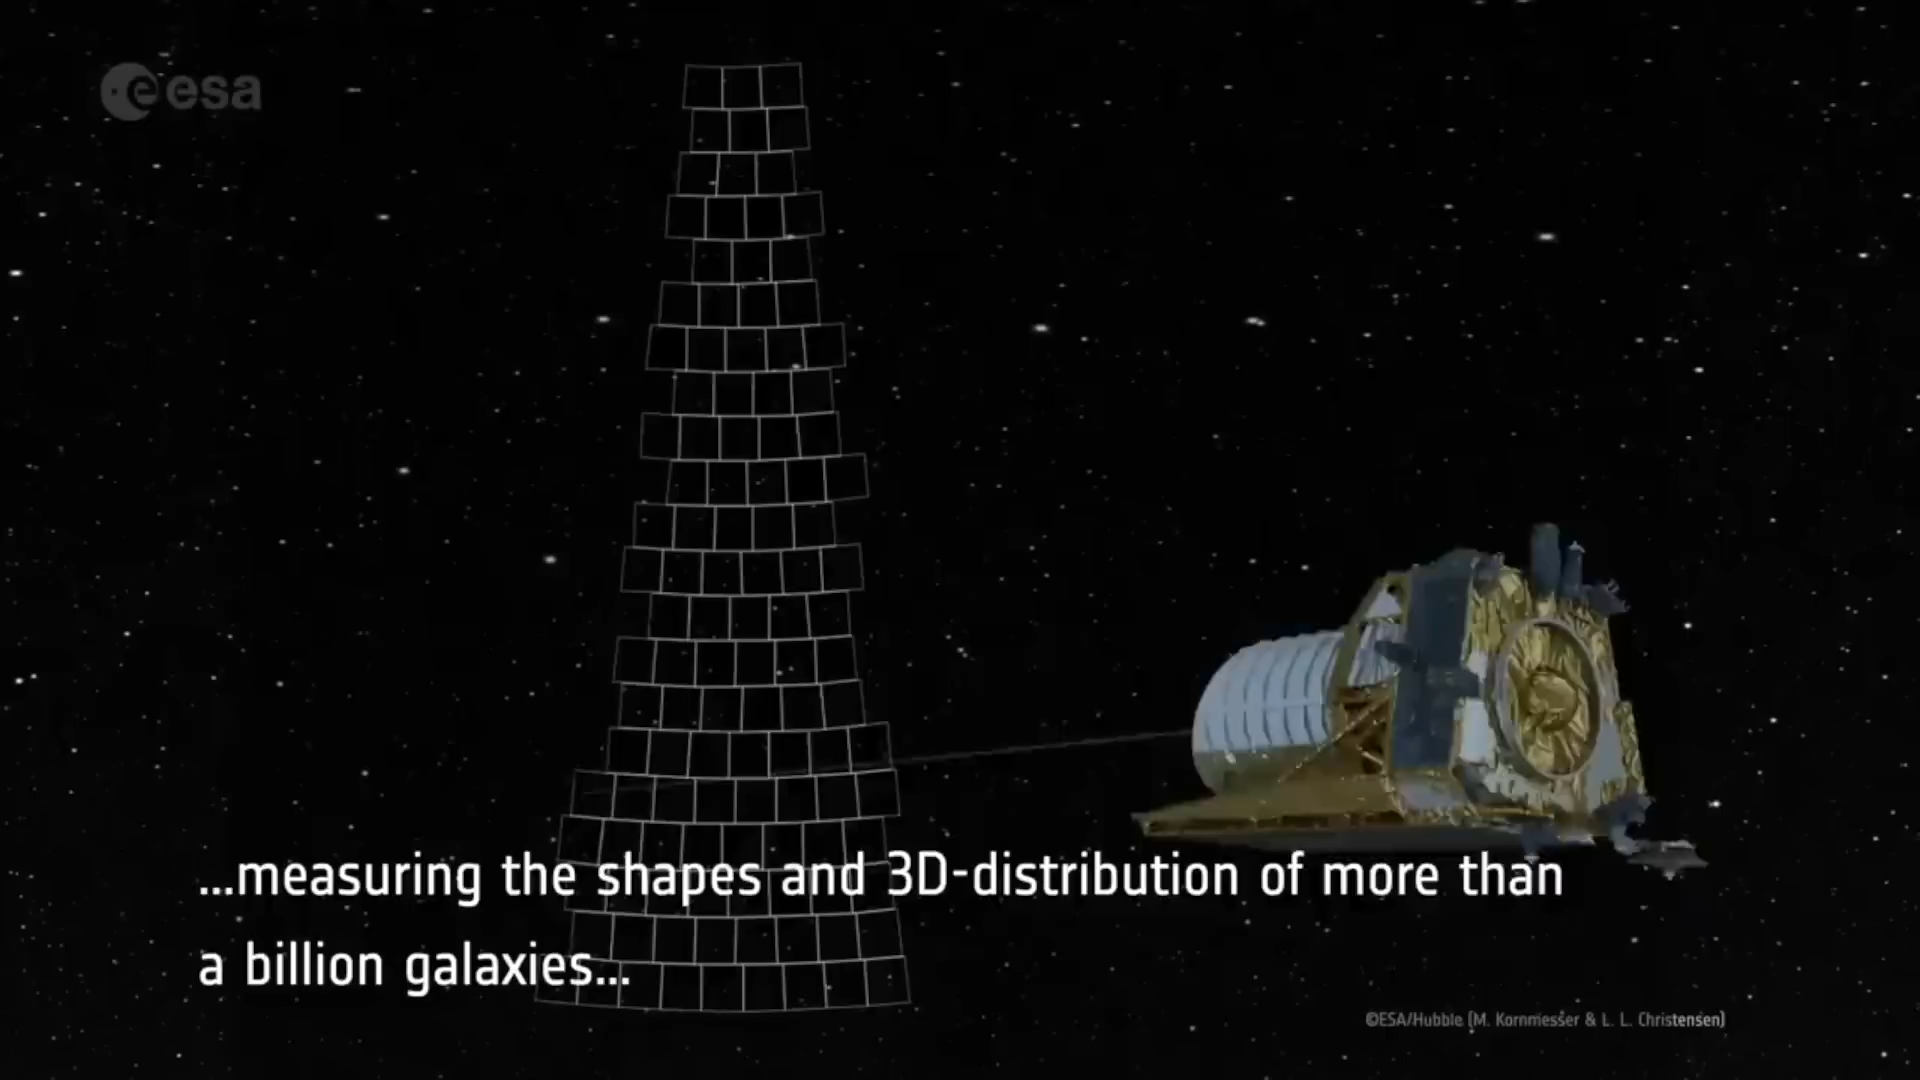 esa
...measuring the shapes and 3D-distribution of more than
a billion galaxies...
©ESA/Hubble (M. Kornmesser & L. L. Christensen)